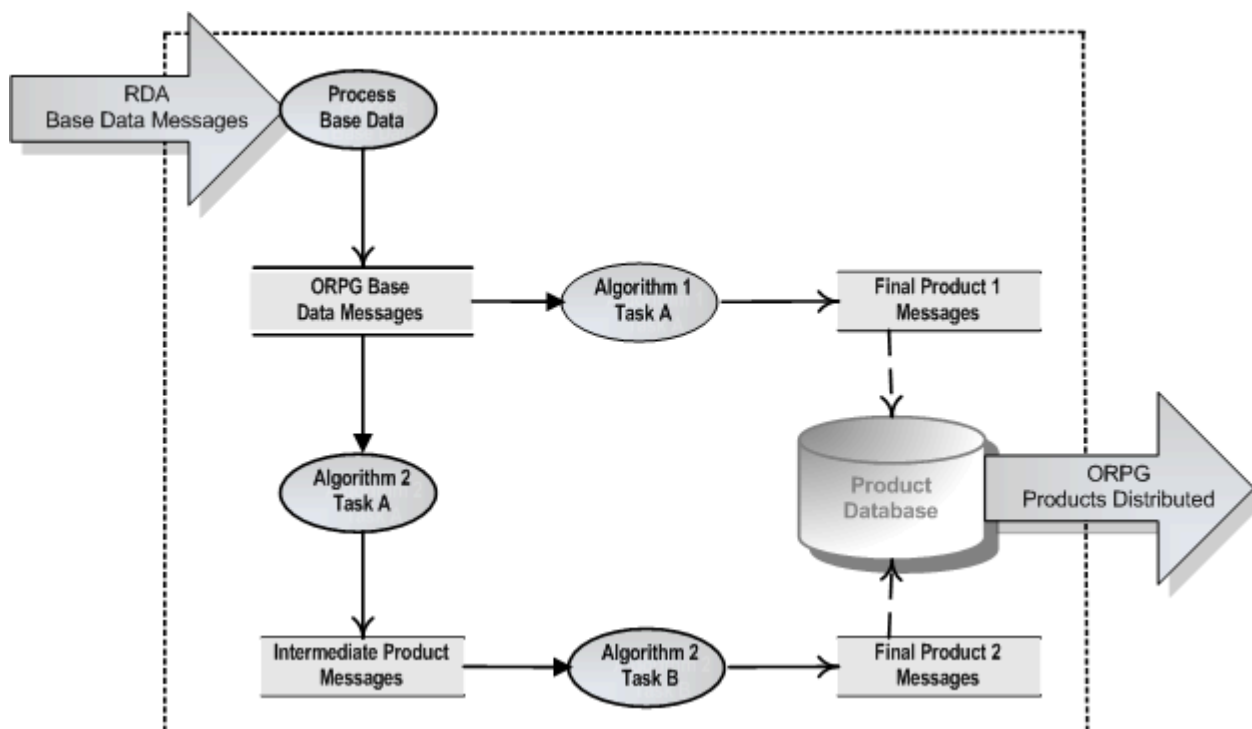 RDA
Base Data Messages
Process
Base Data
ORPG Base
Data Messages
Algorithm 1
Task A
Final Product 1
Messages
Algorithm 2
Task A
Product
Database
ORPG
Products Distributed
Intermediate Product
Messages
Algorithm 2
Task B
Final Product 2
Messages